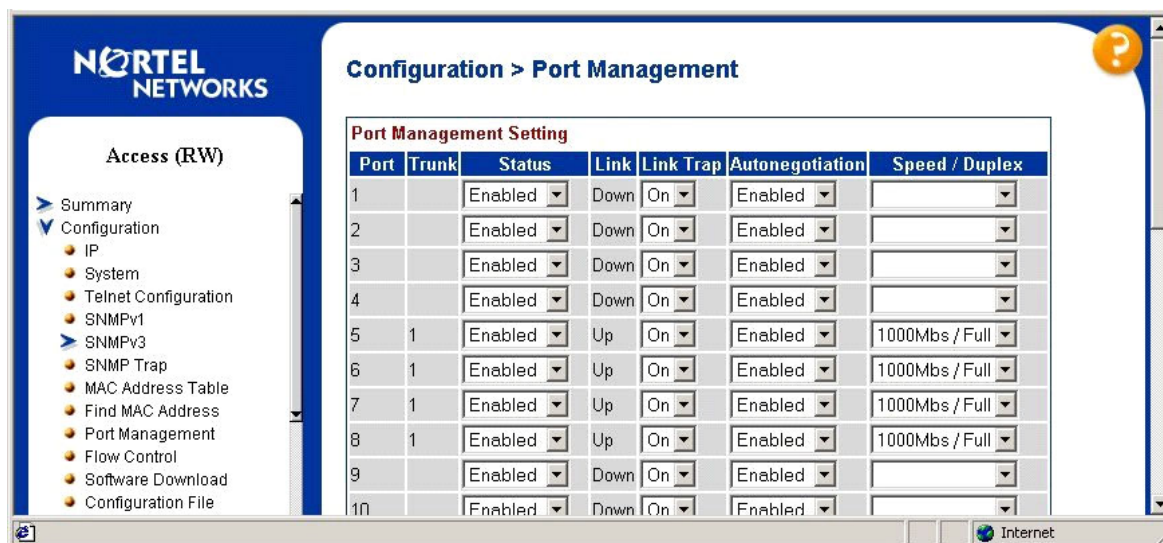 NORTEL
NETWORKS
Access (RW)
Summary
Configuration
IP
System
Telnet Configuration
SNMPv1
SNMPv3
SNMP Trap
MAC Address Table
Find MAC Address
Port Management
Flow Control
Software Download
Configuration File
Configuration > Port Management
?
Port Management Setting
Port Trunk Status Link Link Trap Autonegotiation Speed / Duplex
1 Enabled Down On Enabled
2 Enabled Down On Enabled
3 Enabled Down On Enabled
4 Enabled Down On Enabled
5 1 Enabled Up On Enabled 1000Mbs / Full
6 1 Enabled Up On Enabled 1000Mbs / Full
7 1 Enabled Up On Enabled 1000Mbs / Full
8 1 Enabled Up On Enabled 1000Mbs / Full
9 Enabled Down On Enabled
10 Enabled Down On Enabled
Internet